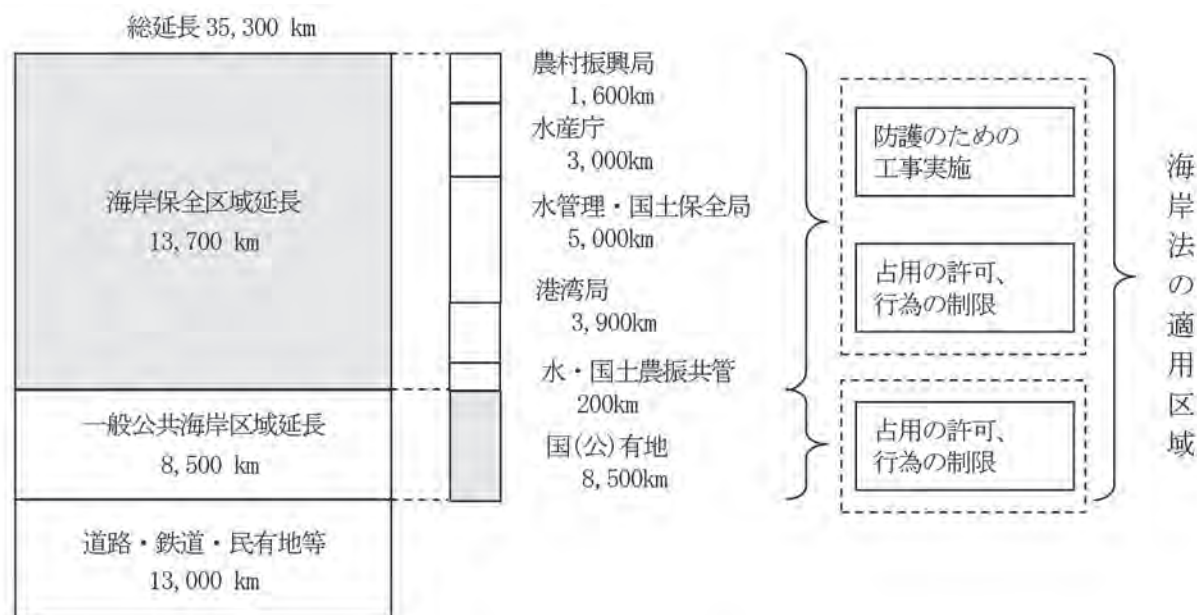 総延長 35,300 km
海岸保全区域延長
13,700 km
一般公共海岸区域延長
8,500 km
道路・鉄道・民有地等
13,000 km
農村振興局
1,600km
水産庁
3,000km
水管理・国土保全局
5,000km
港湾局
3,900km
水・国土農振共管
200km
国(公)有地
8,500km
防護のための
工事実施
占用の許可、
行為の制限
占用の許可、
行為の制限
海岸法の適用区域